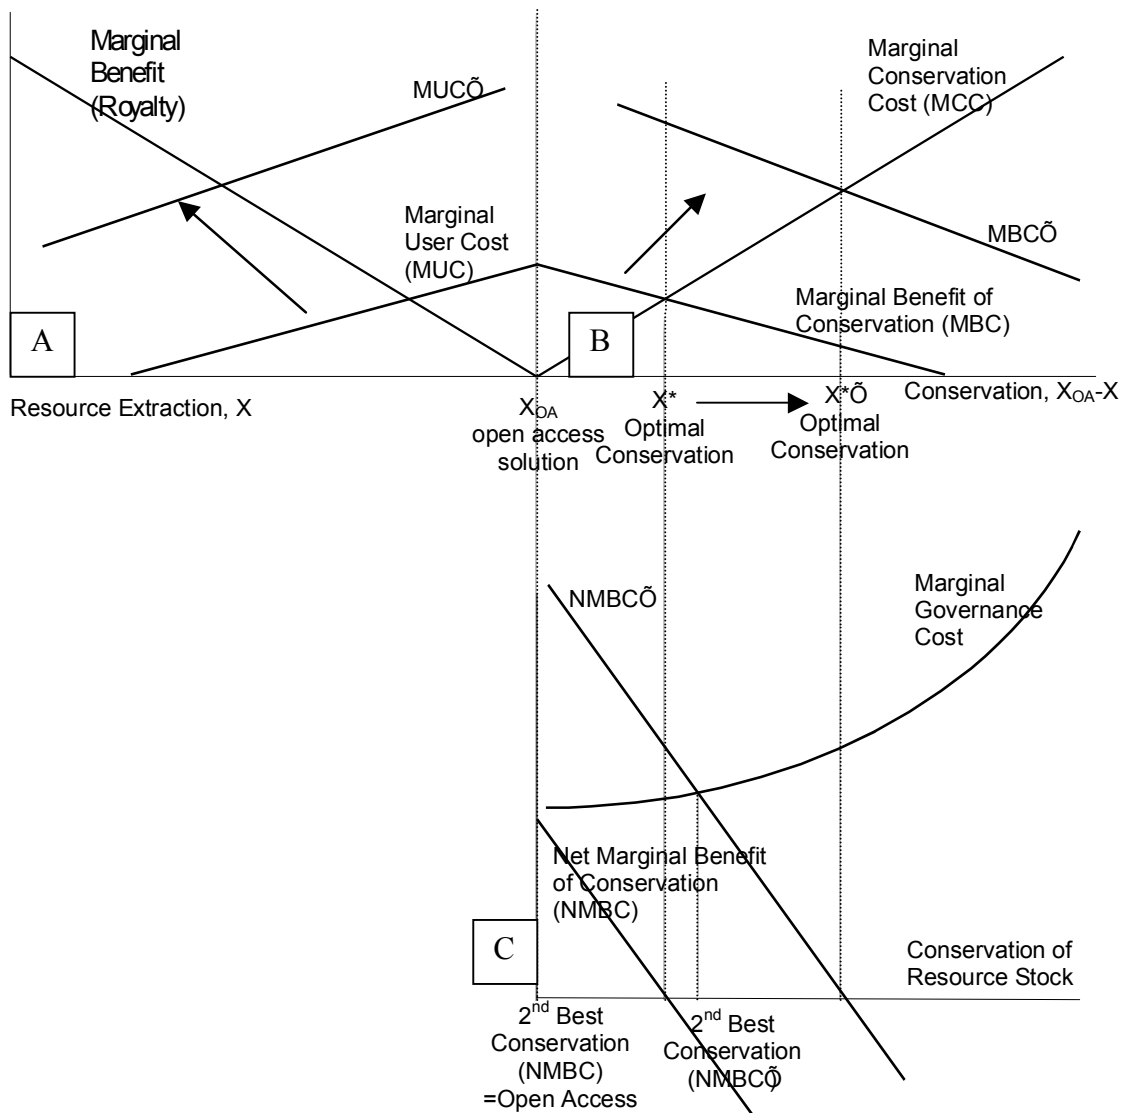 Marginal
Benefit
(Royalty)
MUCÕ
Marginal
User Cost
(MUC)
A
Resource Extraction, X
Marginal
Conservation
Cost (MCC)
MBCÕ
Marginal Benefit of
Conservation (MBC)
B
Conservation, XOA-X
XOA
open access
solution
X*
Optimal
Conservation
X*Õ
Optimal
Conservation
NMBCÕ
Marginal
Governance
Cost
Net Marginal Benefit
of Conservation
(NMBC)
C
Conservation of
Resource Stock
2nd Best
Conservation
(NMBC)
=Open Access
2nd Best
Conservation
(NMBCÕ)